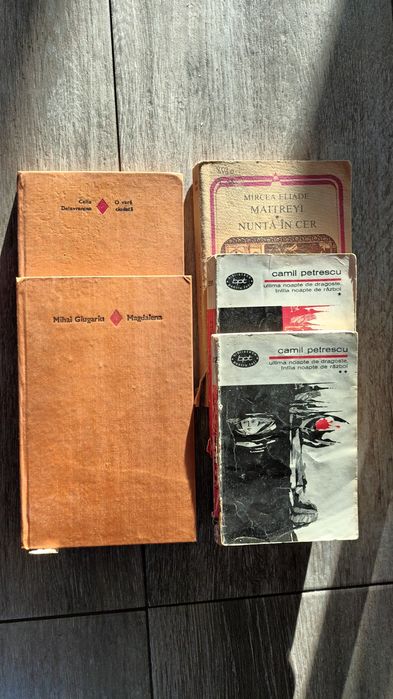 Cella
Delavrancea
O vară
ciudată
Mihai Giugariu
Magdalena
MIRCEA ELIADE
MAITREYI
*
NUNTĂ ÎN CER
bpt
camil petrescu
ultima noapte de dragoste,
întîia noapte de război
*
bpt
camil petrescu
ultima noapte de dragoste,
întîia noapte de război
**